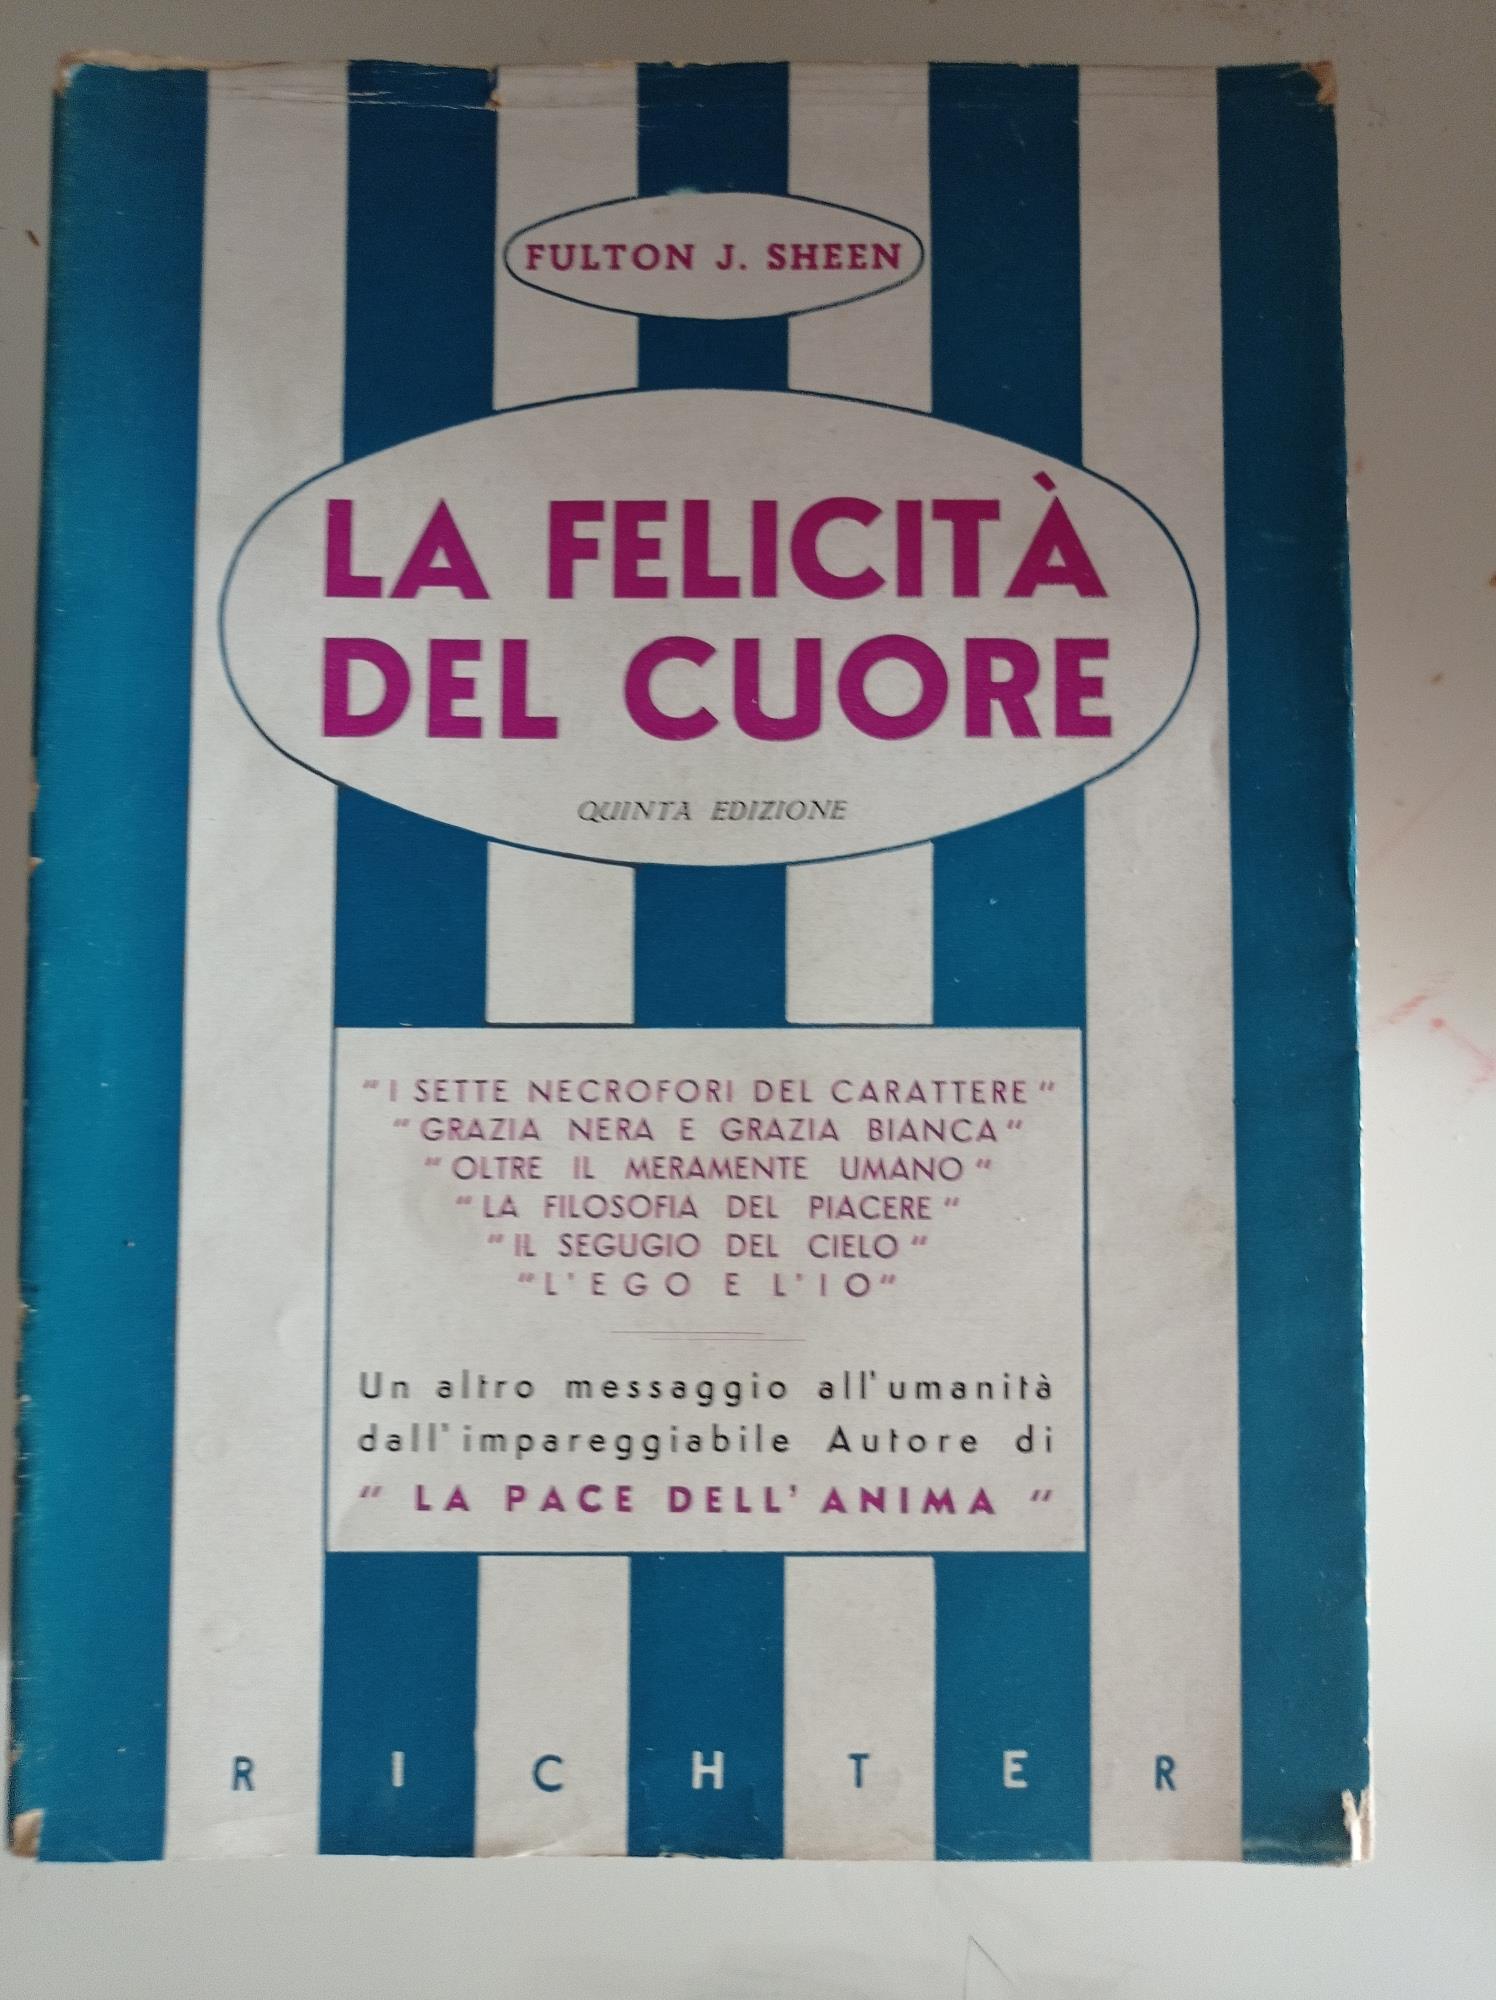 FULTON J. SHEEN
LA FELICITÀ
DEL CUORE
QUINTA EDIZIONE
"I SETTE NECROFORI DEL CARATTERE"
"GRAZIA NERA E GRAZIA BIANCA"
"OLTRE IL MERAMENTE UMANO"
"LA FILOSOFIA DEL PIACERE"
"IL SEGUGIO DEL CIELO"
"L'EGO E L'IO"
Un altro messaggio all'umanità
dall'impareggiabile Autore di
"LA PACE DELL'ANIMA"
RICHTER